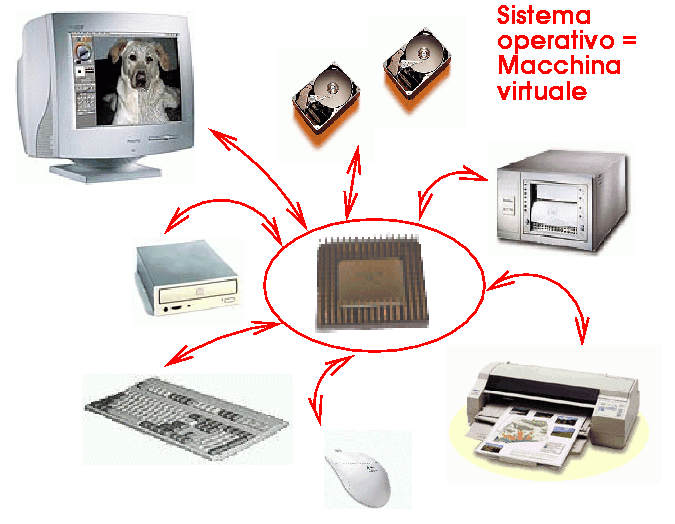 Sistema
operativo =
Macchina
virtuale